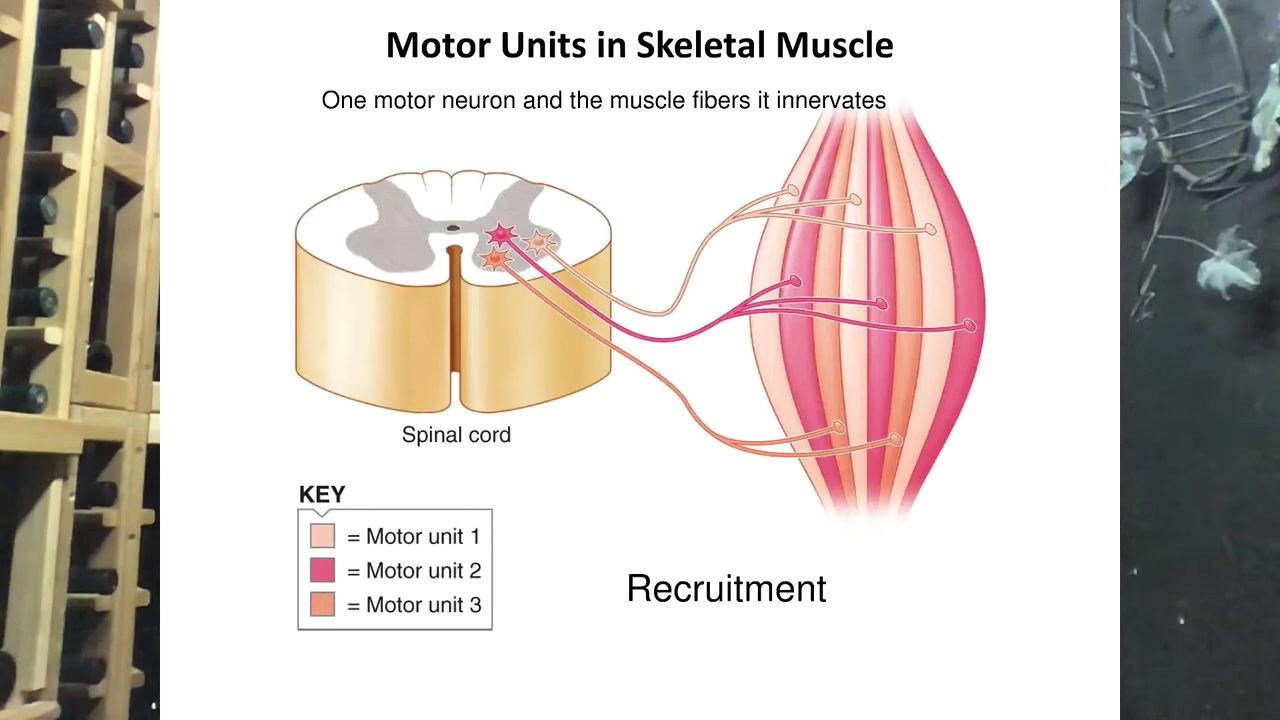 Motor Units in Skeletal Muscle
One motor neuron and the muscle fibers it innervates
Spinal cord
KEY
= Motor unit 1
= Motor unit 2
= Motor unit 3
Recruitment